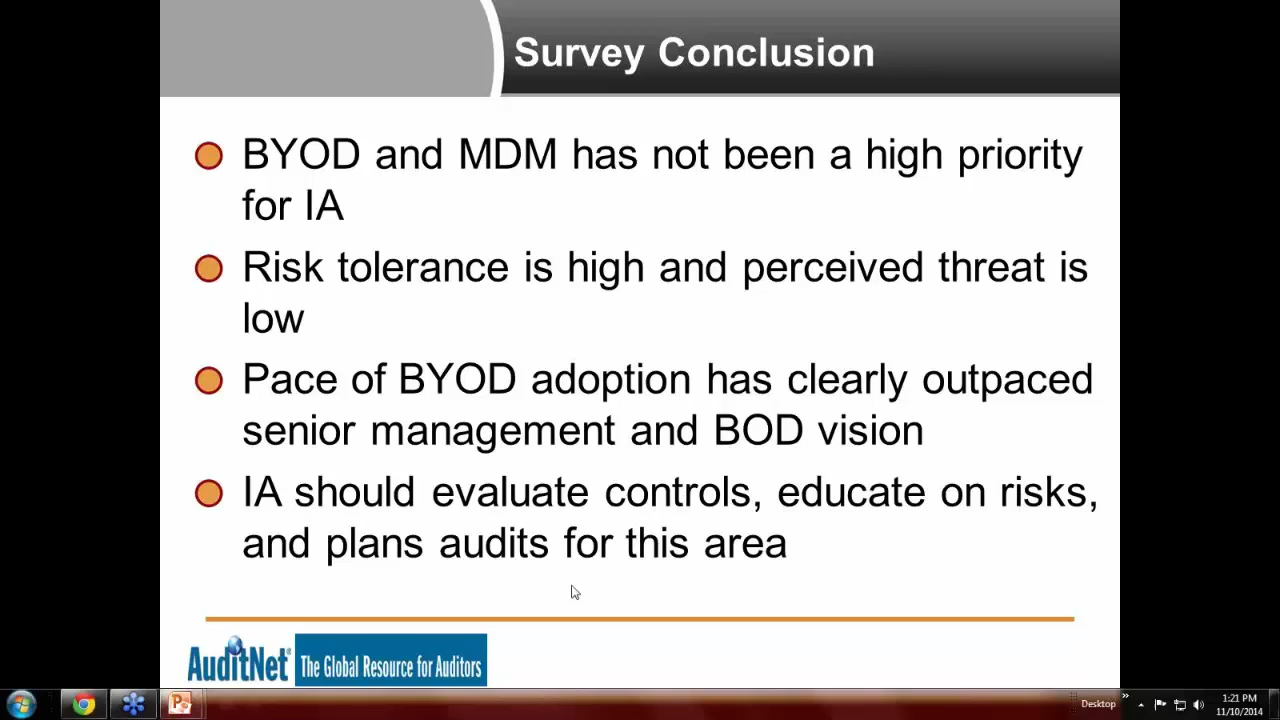 Survey Conclusion
BYOD and MDM has not been a high priority
for IA
Risk tolerance is high and perceived threat is
low
Pace of BYOD adoption has clearly outpaced
senior management and BOD vision
IA should evaluate controls, educate on risks,
and plans audits for this area
AuditNet® The Global Resource for Auditors
Desktop
1:21 PM
11/10/2014